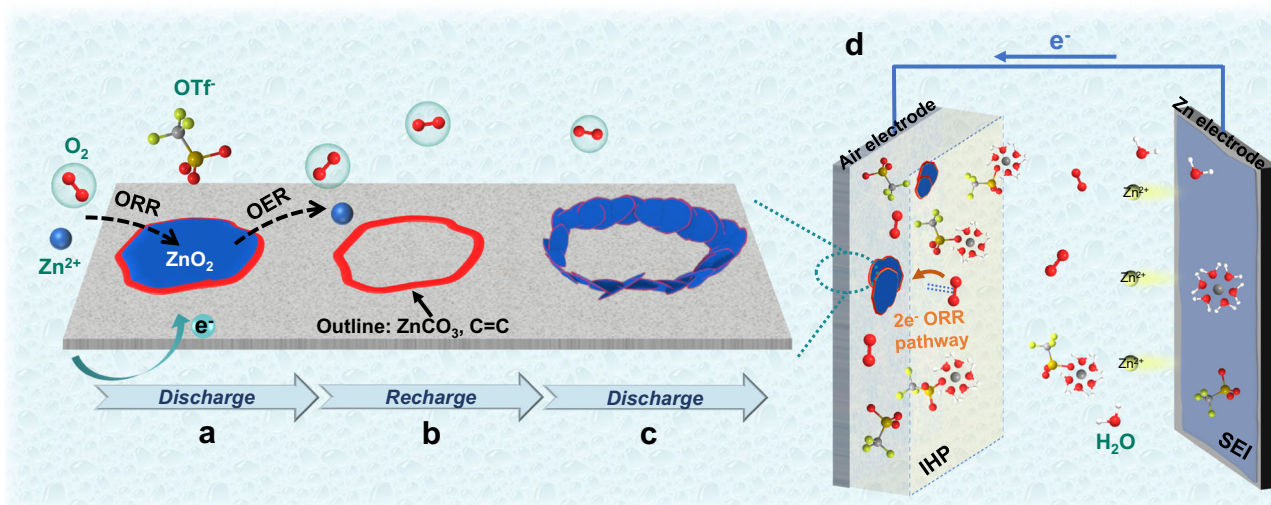 OTf⁻
O₂
Zn²⁺
ORR
OER
ZnO₂
e⁻
Outline: ZnCO₃, C=C
Discharge
Recharge
Discharge
a
b
c
d
e⁻
Air electrode
Zn electrode
Zn²⁺
Zn²⁺
Zn²⁺
2e⁻ ORR
pathway
IHP
H₂O
SEI